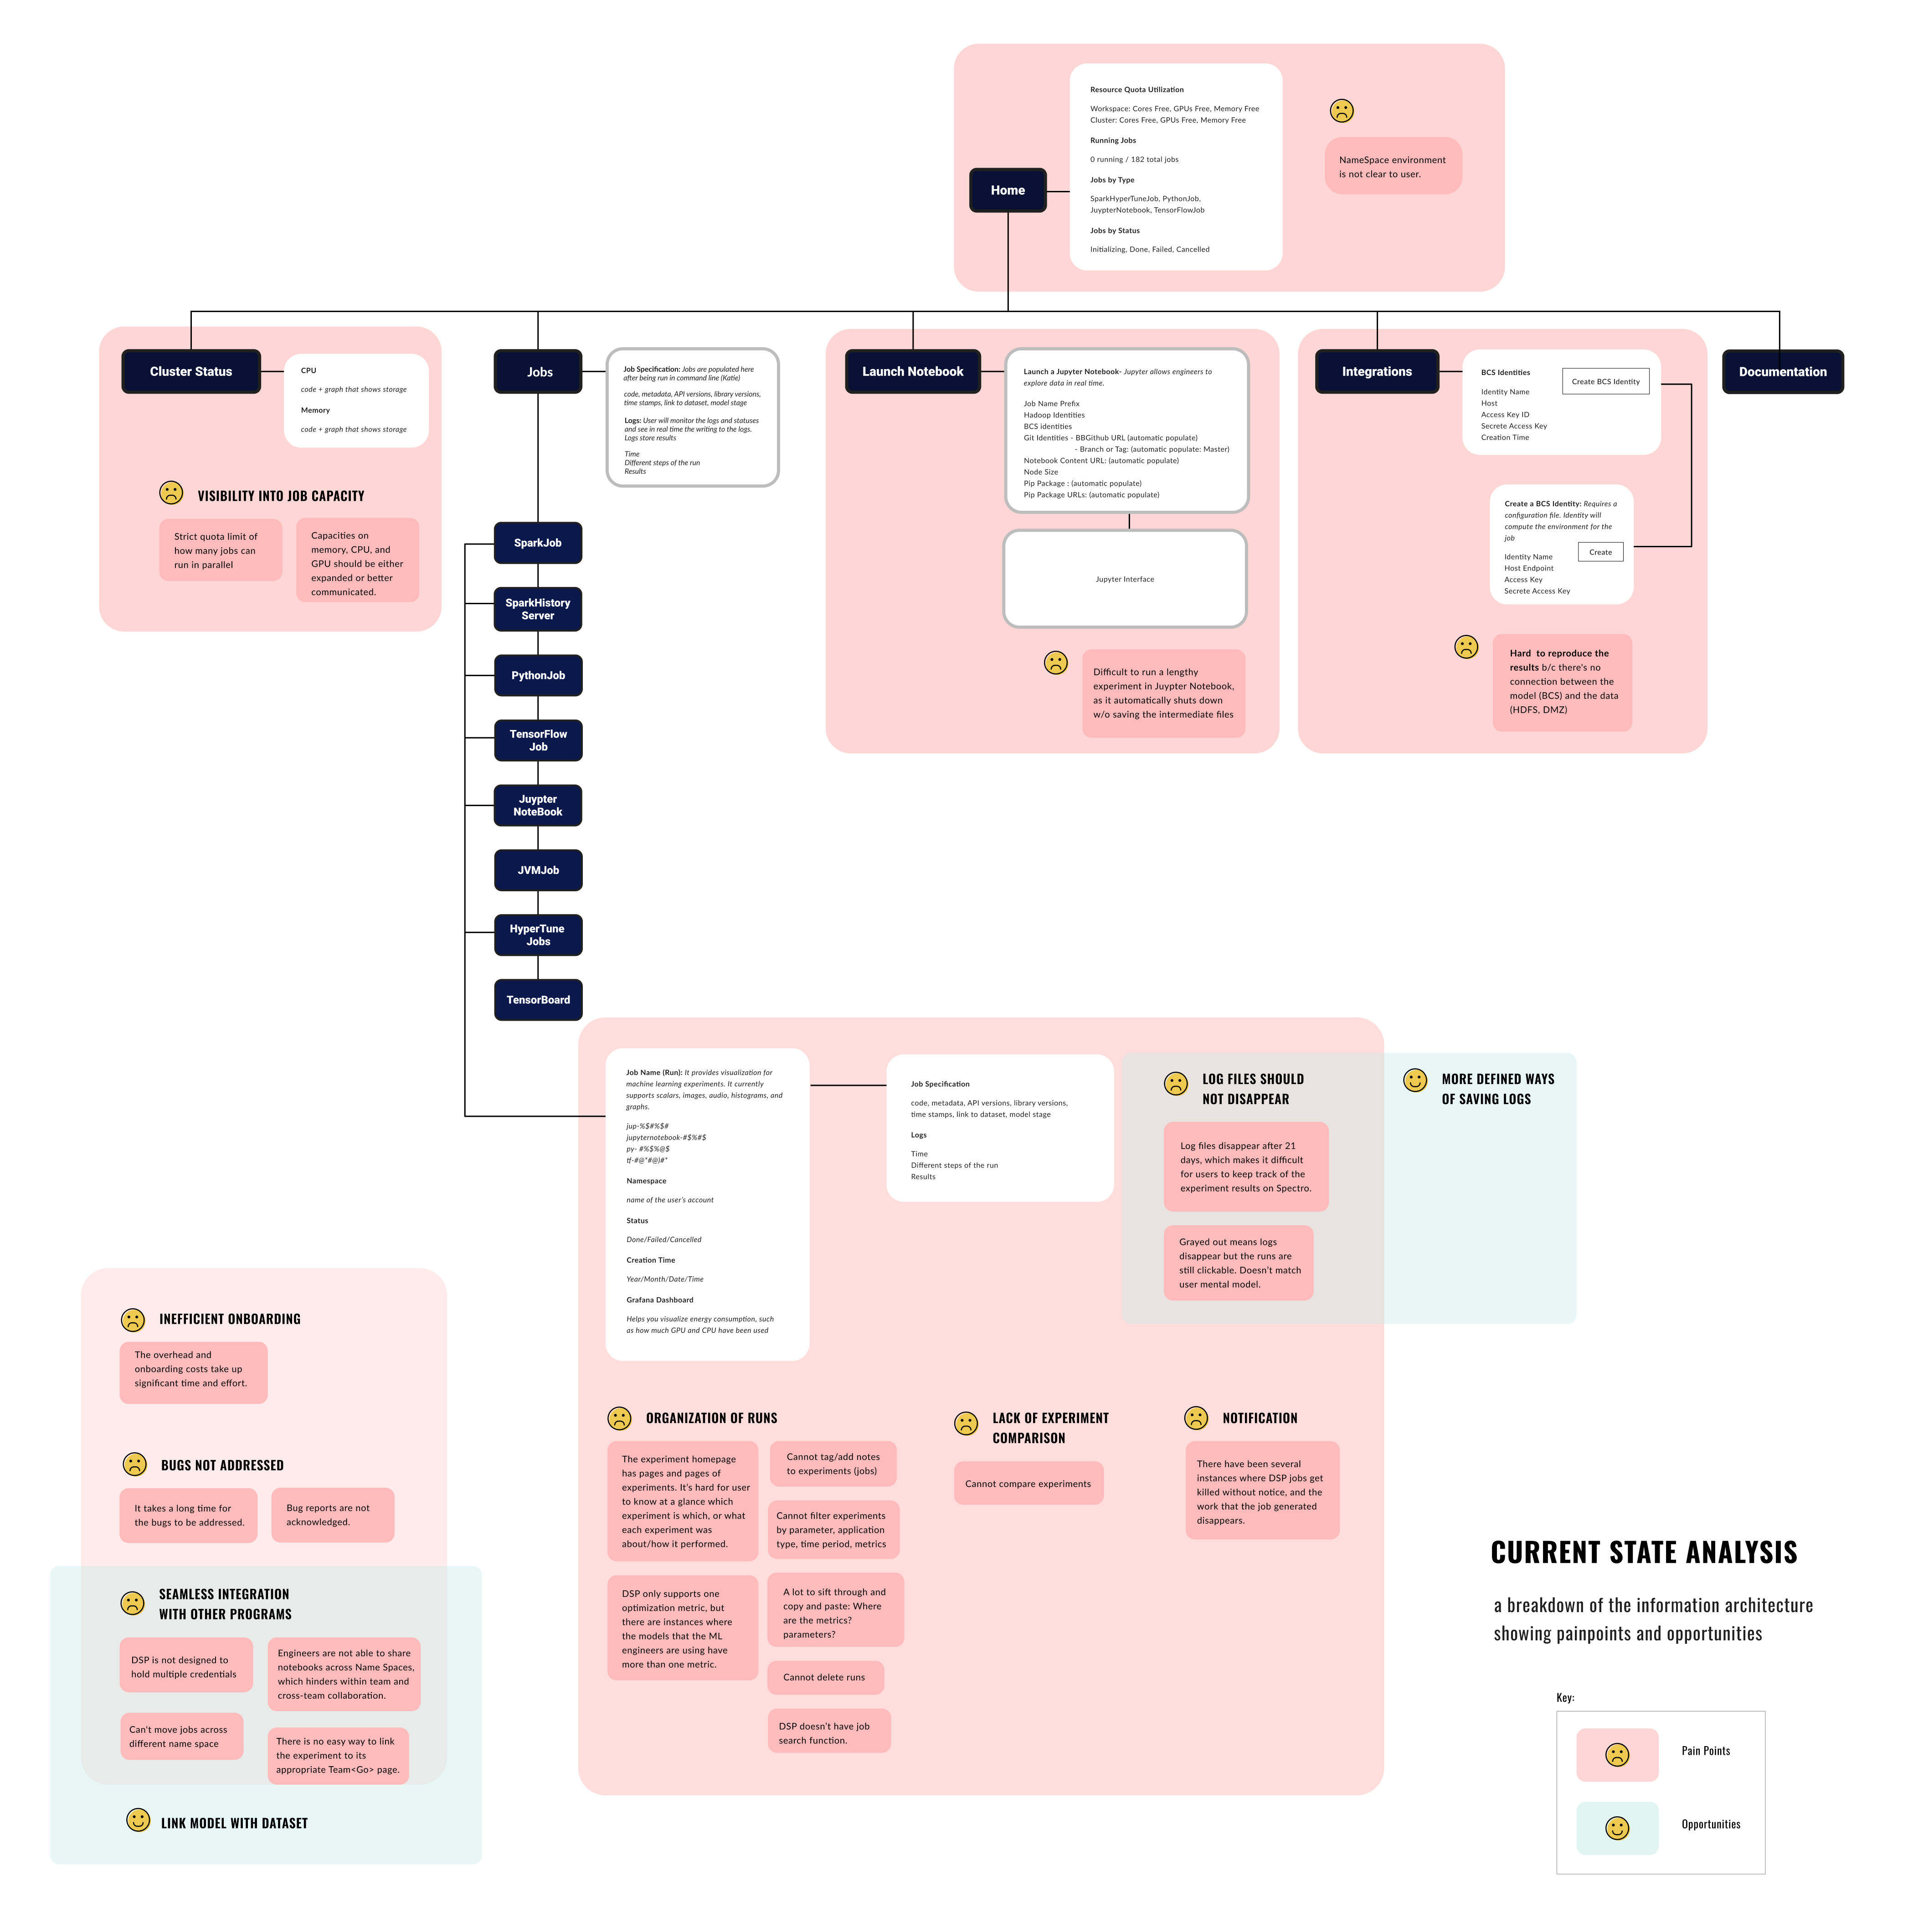 Home
Resource Quota Utilization
Workspace: Cores Free, GPUs Free, Memory Free
Cluster: Cores Free, GPUs Free, Memory Free
Running Jobs
0 running / 182 total jobs
Jobs by Type
SparkHyperTuneJob, PythonJob,
JuypterNotebook, TensorFlowJob
Jobs by Status
Initializing, Done, Failed, Cancelled
NameSpace environment
is not clear to user.
Cluster Status
CPU
code + graph that shows storage
Memory
code + graph that shows storage
VISIBILITY INTO JOB CAPACITY
Strict quota limit of
how many jobs can
run in parallel
Capacities on
memory, CPU, and
GPU should be either
expanded or better
communicated.
Jobs
Job Specification: Jobs are populated here
after being run in command line (Katie)
code, metadata, API versions, library versions,
time stamps, link to dataset, model stage
Logs: User will monitor the logs and statuses
and see in real time the writing to the logs.
Logs store results
Time
Different steps of the run
Results
Launch Notebook
Launch a Jupyter Notebook- Jupyter allows engineers to
explore data in real time.
Job Name Prefix
Hadoop Identities
BCS identities
Git Identities - BBGithub URL (automatic populate)
- Branch or Tag: (automatic populate: Master)
Notebook Content URL: (automatic populate)
Node Size
Pip Package : (automatic populate)
Pip Package URLs: (automatic populate)
Jupyter Interface
Difficult to run a lengthy
experiment in Juypter Notebook,
as it automatically shuts down
w/o saving the intermediate files
Integrations
BCS Identities
Identity Name
Host
Access Key ID
Secrete Access Key
Creation Time
Create BCS Identity
Create a BCS Identity: Requires a
configuration file. Identity will
compute the environment for the
job
Identity Name
Host Endpoint
Access Key
Secrete Access Key
Create
Hard to reproduce the
results b/c there's no
connection between the
model (BCS) and the data
(HDFS, DMZ)
Documentation
SparkJob
SparkHistory
Server
PythonJob
TensorFlow
Job
Juypter
NoteBook
JVMJob
HyperTune
Jobs
TensorBoard
Job Name (Run): It provides visualization for
machine learning experiments. It currently
supports scalars, images, audio, histograms, and
graphs.
jup-%$#%$#
jupyternotebook-#$%#$
py- #%$%@$
tf-#@*#@)#*
Namespace
name of the user's account
Status
Done/Failed/Cancelled
Creation Time
Year/Month/Date/Time
Grafana Dashboard
Helps you visualize energy consumption, such
as how much GPU and CPU have been used
Job Specification
code, metadata, API versions, library versions,
time stamps, link to dataset, model stage
Logs
Time
Different steps of the run
Results
LOG FILES SHOULD
NOT DISAPPEAR
Log files disappear after 21
days, which makes it difficult
for users to keep track of the
experiment results on Spectro.
Grayed out means logs
disappear but the runs are
still clickable. Doesn't match
user mental model.
MORE DEFINED WAYS
OF SAVING LOGS
ORGANIZATION OF RUNS
The experiment homepage
has pages and pages of
experiments. It's hard for user
to know at a glance which
experiment is which, or what
each experiment was
about/how it performed.
DSP only supports one
optimization metric, but
there are instances where
the models that the ML
engineers are using have
more than one metric.
Cannot tag/add notes
to experiments (jobs)
Cannot filter experiments
by parameter, application
type, time period, metrics
A lot to sift through and
copy and paste: Where
are the metrics?
parameters?
Cannot delete runs
DSP doesn't have job
search function.
LACK OF EXPERIMENT
COMPARISON
Cannot compare experiments
NOTIFICATION
There have been several
instances where DSP jobs get
killed without notice, and the
work that the job generated
disappears.
INEFFICIENT ONBOARDING
The overhead and
onboarding costs take up
significant time and effort.
BUGS NOT ADDRESSED
It takes a long time for
the bugs to be addressed.
Bug reports are not
acknowledged.
SEAMLESS INTEGRATION
WITH OTHER PROGRAMS
DSP is not designed to
hold multiple credentials
Engineers are not able to share
notebooks across Name Spaces,
which hinders within team and
cross-team collaboration.
Can't move jobs across
different name space
There is no easy way to link
the experiment to its
appropriate Team<Go> page.
LINK MODEL WITH DATASET
CURRENT STATE ANALYSIS
a breakdown of the information architecture
showing painpoints and opportunities
Key:
Pain Points
Opportunities